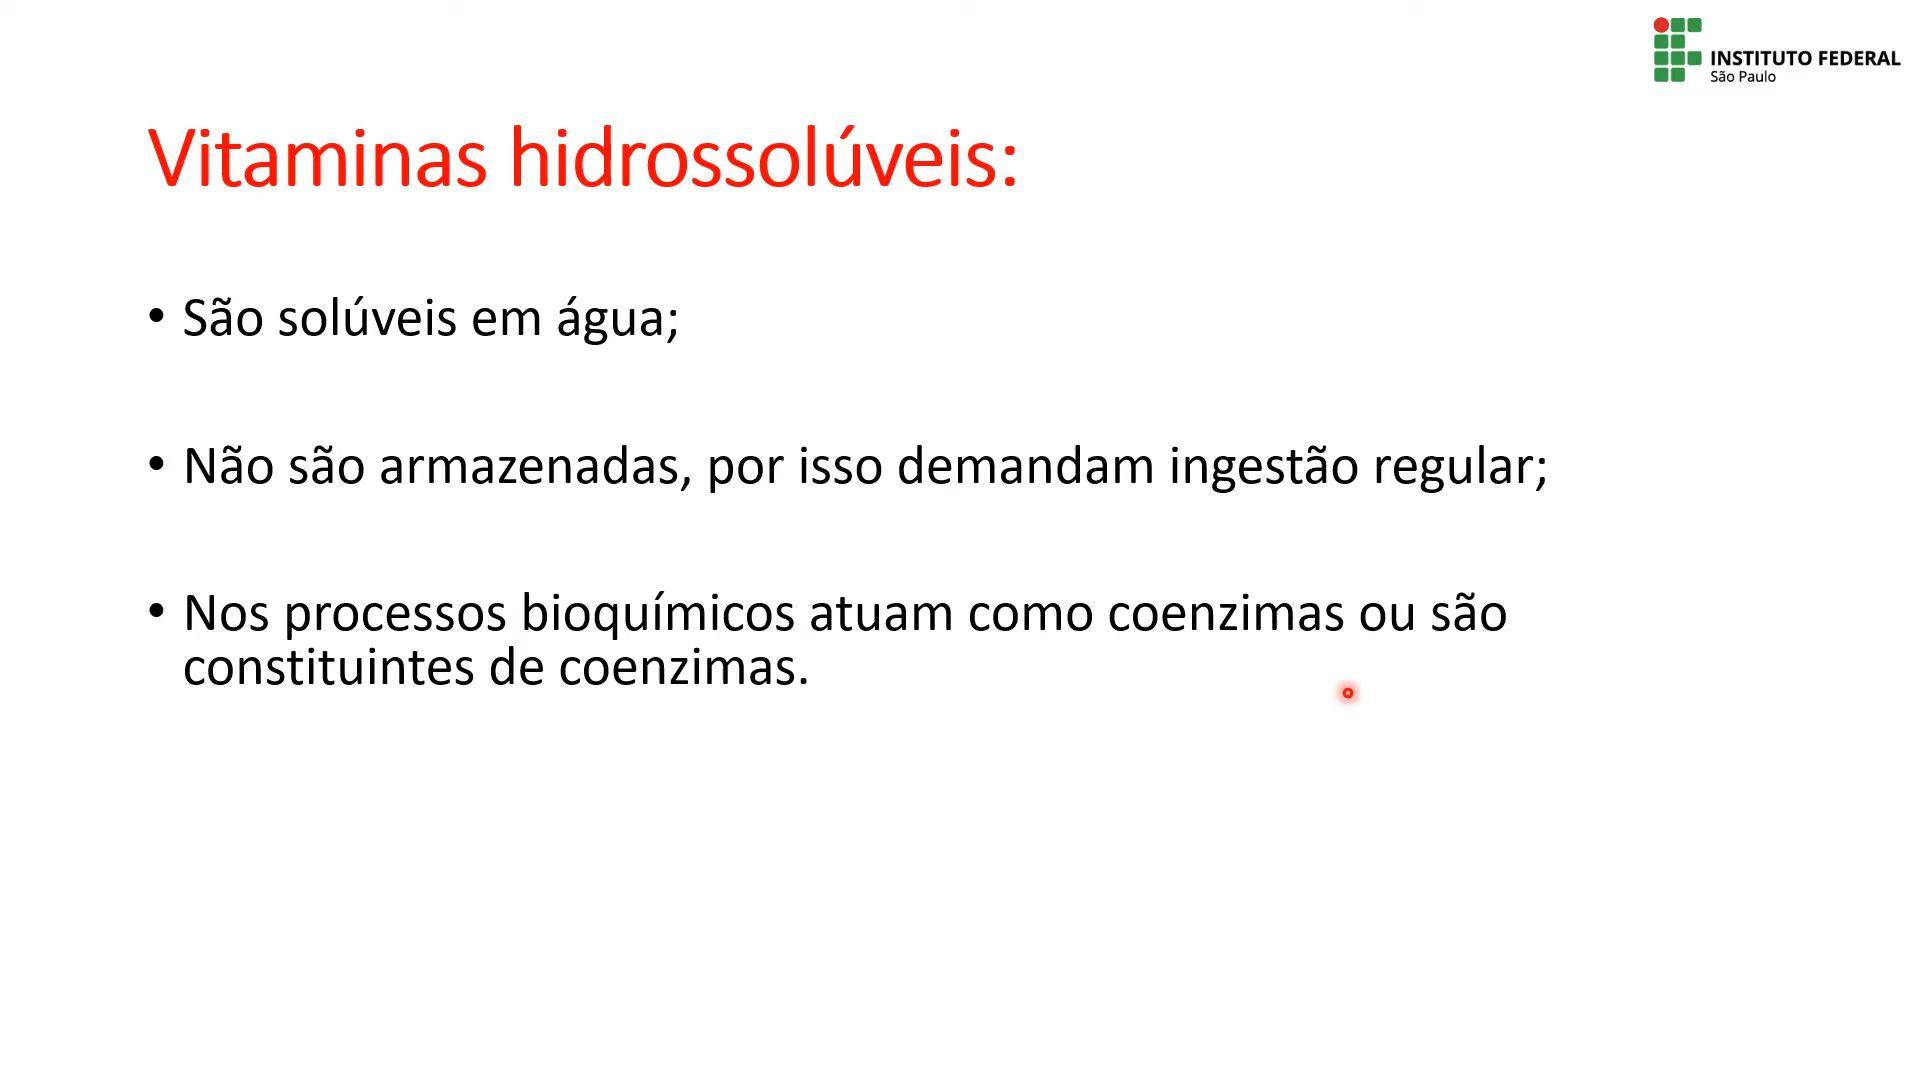 INSTITUTO FEDERAL
São Paulo
Vitaminas hidrossolúveis:
• São solúveis em água;
• Não são armazenadas, por isso demandam ingestão regular;
• Nos processos bioquímicos atuam como coenzimas ou são
constituintes de coenzimas.